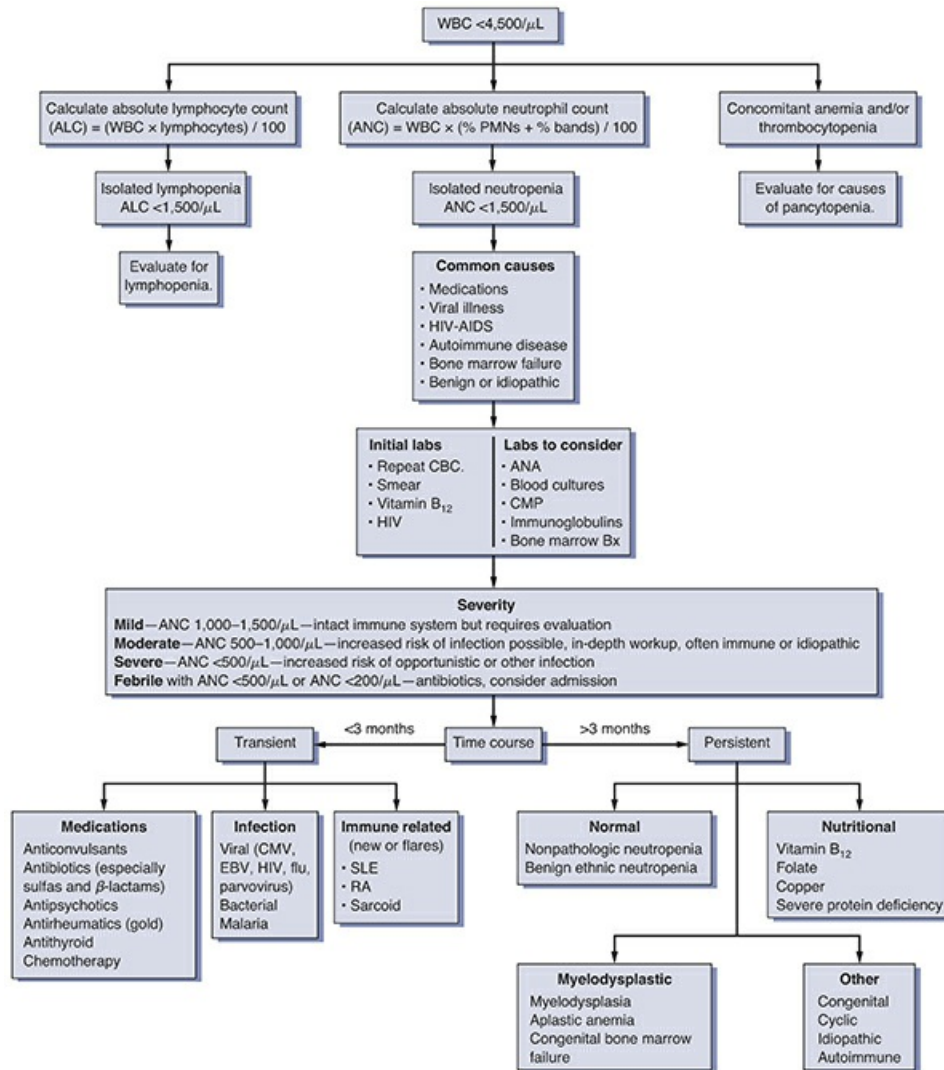 WBC <4,500/μL
Calculate absolute lymphocyte count
(ALC) = (WBC × lymphocytes) / 100
Calculate absolute neutrophil count
(ANC) = WBC × (% PMNs + % bands) / 100
Concomitant anemia and/or
thrombocytopenia
Isolated lymphopenia
ALC <1,500/μL
Isolated neutropenia
ANC <1,500/μL
Evaluate for causes
of pancytopenia.
Evaluate for
lymphopenia.
Common causes
• Medications
• Viral illness
• HIV-AIDS
• Autoimmune disease
• Bone marrow failure
• Benign or idiopathic
Initial labs
• Repeat CBC.
• Smear
• Vitamin B12
• HIV
Labs to consider
• ANA
• Blood cultures
• CMP
• Immunoglobulins
• Bone marrow Bx
Severity
Mild—ANC 1,000–1,500/μL—intact immune system but requires evaluation
Moderate—ANC 500–1,000/μL—increased risk of infection possible, in-depth workup, often immune or idiopathic
Severe—ANC <500/μL—increased risk of opportunistic or other infection
Febrile with ANC <500/μL or ANC <200/μL—antibiotics, consider admission
Transient
<3 months
Time course
>3 months
Persistent
Medications
Anticonvulsants
Antibiotics (especially
sulfas and β-lactams)
Antipsychotics
Antirheumatics (gold)
Antithyroid
Chemotherapy
Infection
Viral (CMV,
EBV, HIV, flu,
parvovirus)
Bacterial
Malaria
Immune related
(new or flares)
• SLE
• RA
• Sarcoid
Normal
Nonpathologic neutropenia
Benign ethnic neutropenia
Nutritional
Vitamin B12
Folate
Copper
Severe protein deficiency
Myelodysplastic
Myelodysplasia
Aplastic anemia
Congenital bone marrow
failure
Other
Congenital
Cyclic
Idiopathic
Autoimmune